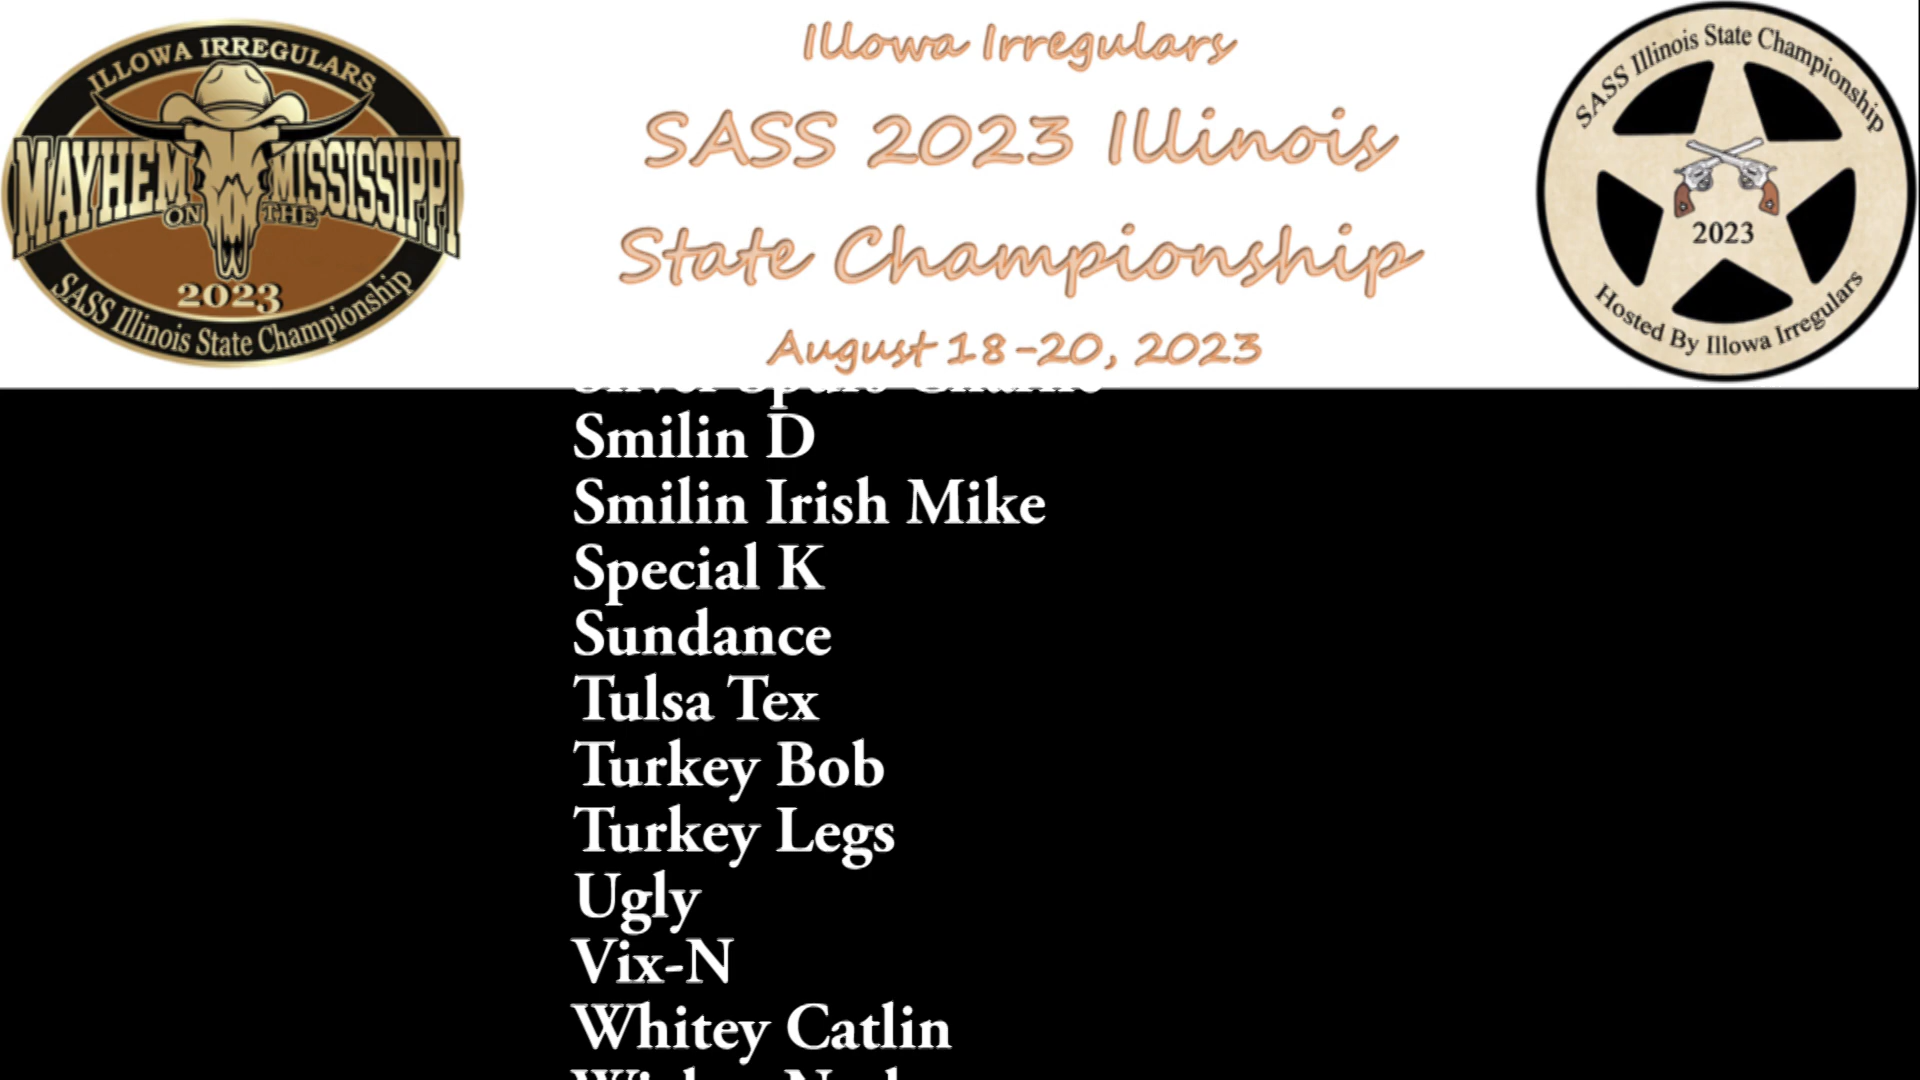 ILLOWA IRREGULARS
MAYHEM ON THE MISSISSIPPI
2023
SASS Illinois State Championship
Illowa Irregulars
SASS 2023 Illinois
State Championship
August 18-20, 2023
SASS Illinois State Championship
2023
Hosted By Illowa Irregulars
Smilin D
Smilin Irish Mike
Special K
Sundance
Tulsa Tex
Turkey Bob
Turkey Legs
Ugly
Vix-N
Whitey Catlin